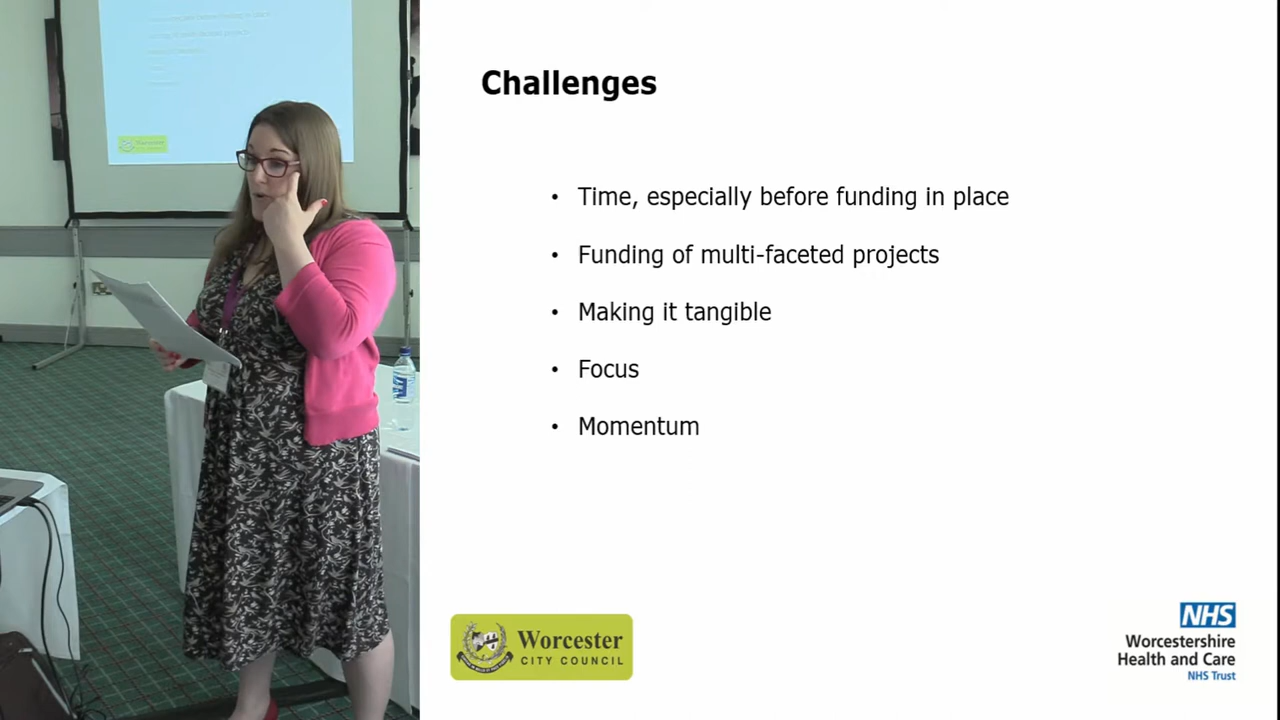 Challenges
• Time, especially before funding in place
• Funding of multi-faceted projects
• Making it tangible
• Focus
• Momentum
Worcester
CITY COUNCIL
NHS
Worcestershire
Health and Care
NHS Trust